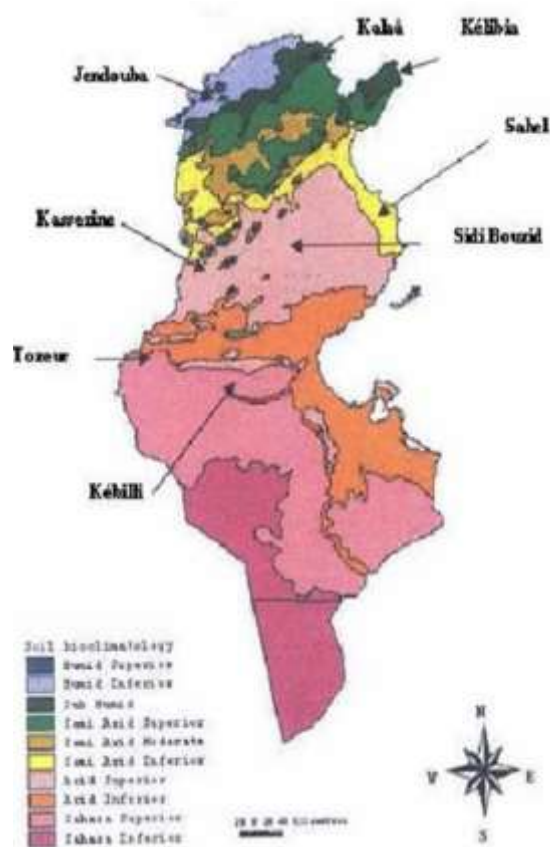 Kélibia
Jendouba
Sahel
Kasserine
Sidi Bouzid
Tozeur
Kébilli
Soil bioclimatology
Humid Superior
Humid Inferior
Sub Humid
Semi Arid Superior
Semi Arid Moderate
Semi Arid Inferior
Arid Superior
Arid Inferior
Sahara Superior
Sahara Inferior
N
V
E
S